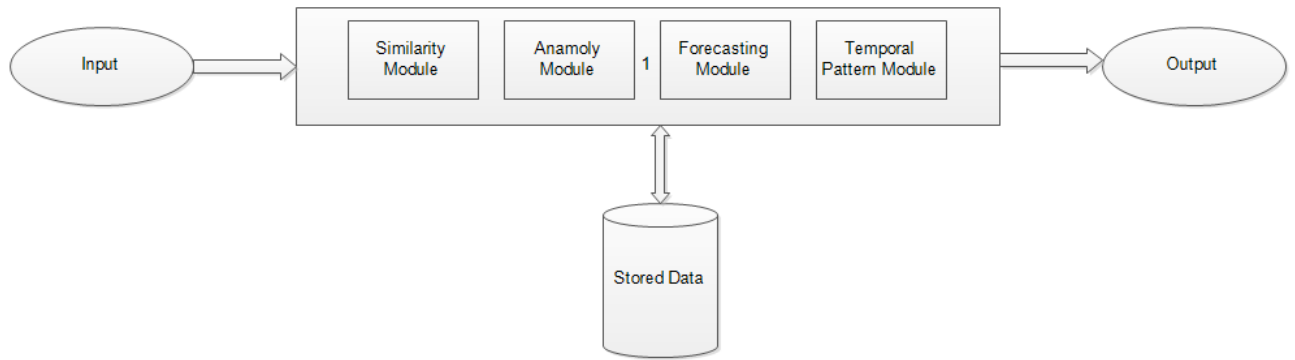 Input
Similarity
Module
Anamoly
Module
1
Forecasting
Module
Temporal
Pattern Module
Output
Stored Data